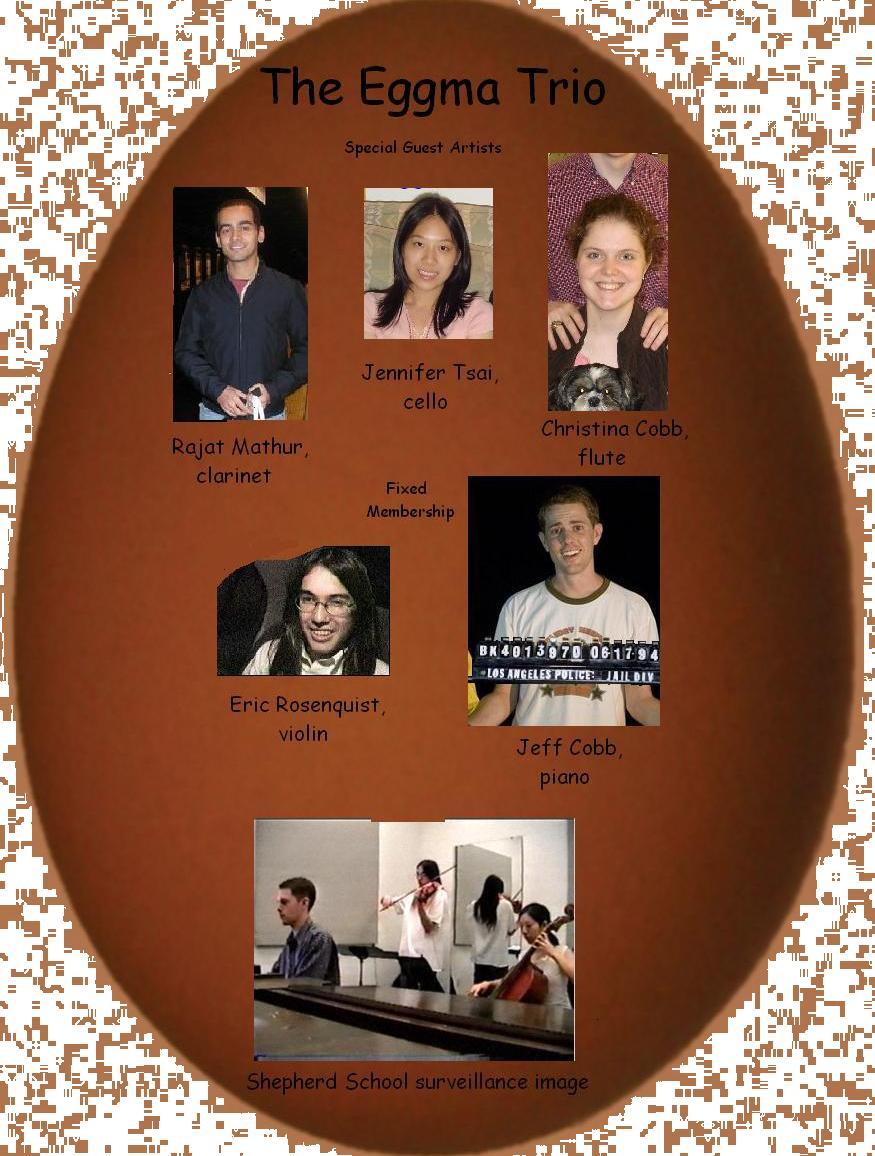 The Eggma Trio
Special Guest Artists
Rajat Mathur,
clarinet
Jennifer Tsai,
cello
Christina Cobb,
flute
Fixed
Membership
Eric Rosenquist,
violin
BK4013970 061794
LOS ANGELES POLICE: JAIL DIV
Jeff Cobb,
piano
Shepherd School surveillance image